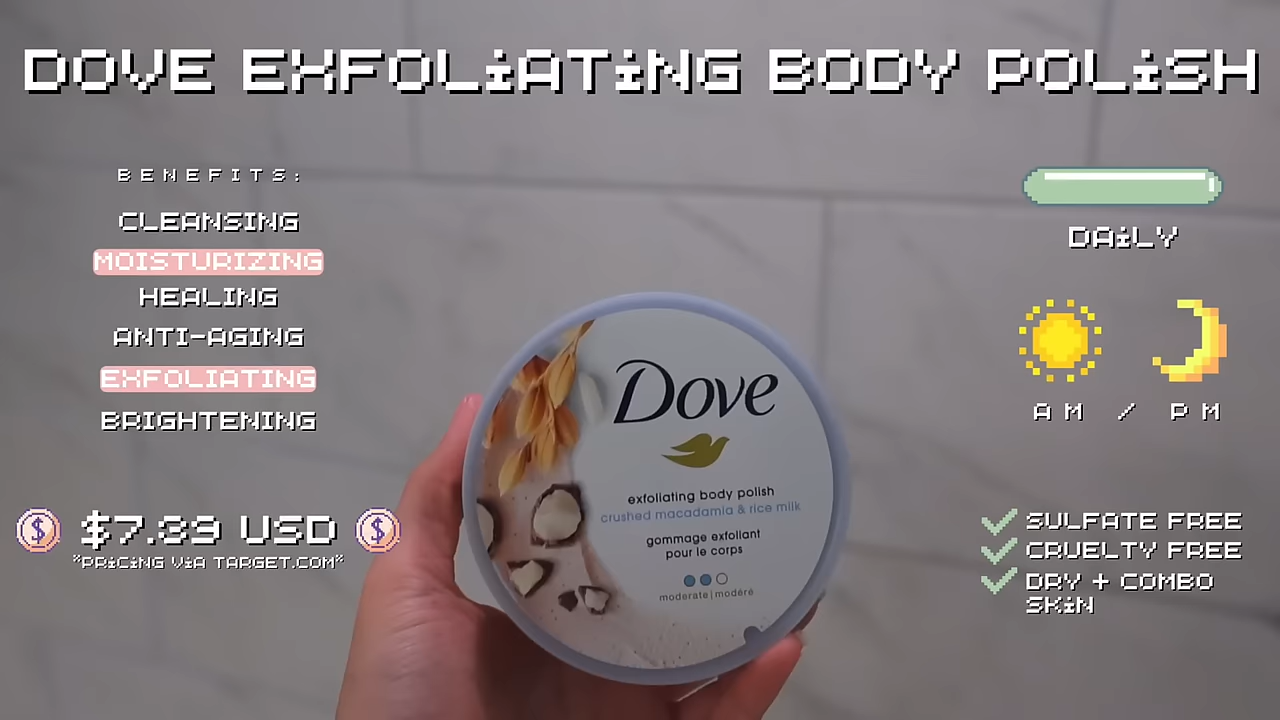 DOVE EXFOLiATiNG BODY POLiSH
BENEFITS:
CLEANSING
MOISTURIZING
HEALING
ANTI-AGING
EXFOLIATING
BRIGHTENING
$ $7.39 USD $
*PRiCiNG ViA TARGET.COM*
DAiLY
AM / PM
SULFATE FREE
CRUELTY FREE
DRY + COMBO
SKiN
Dove
exfoliating body polish
crushed macadamia & rice milk
gommage exfoliant
pour le corps
moderate|modéré